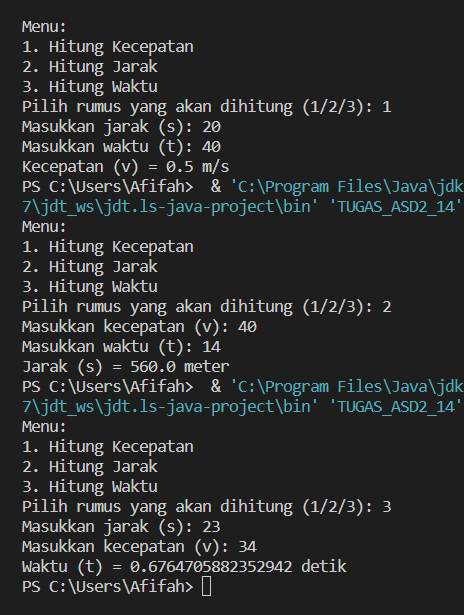 Menu:
1. Hitung Kecepatan
2. Hitung Jarak
3. Hitung Waktu
Pilih rumus yang akan dihitung (1/2/3): 1
Masukkan jarak (s): 20
Masukkan waktu (t): 40
Kecepatan (v) = 0.5 m/s
PS C:\Users\Afifah>  & 'C:\Program Files\Java\jdk
7\jdt_ws\jdt.ls-java-project\bin' 'TUGAS_ASD2_14'
Menu:
1. Hitung Kecepatan
2. Hitung Jarak
3. Hitung Waktu
Pilih rumus yang akan dihitung (1/2/3): 2
Masukkan kecepatan (v): 40
Masukkan waktu (t): 14
Jarak (s) = 560.0 meter
PS C:\Users\Afifah>  & 'C:\Program Files\Java\jdk
7\jdt_ws\jdt.ls-java-project\bin' 'TUGAS_ASD2_14'
Menu:
1. Hitung Kecepatan
2. Hitung Jarak
3. Hitung Waktu
Pilih rumus yang akan dihitung (1/2/3): 3
Masukkan jarak (s): 23
Masukkan kecepatan (v): 34
Waktu (t) = 0.6764705882352942 detik
PS C:\Users\Afifah>